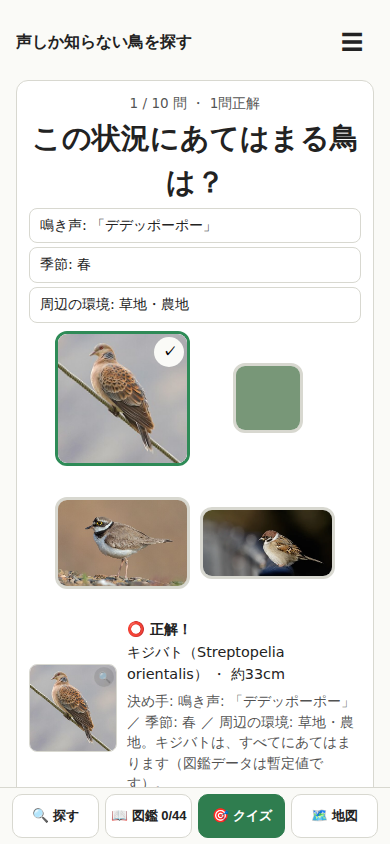 声しか知らない鳥を探す
☰
1 / 10 問 ・ 1問正解
この状況にあてはまる鳥
は？
鳴き声: 「デデッポーポー」
季節: 春
周辺の環境: 草地・農地
✓
⭕ 正解！
キジバト（Streptopelia
orientalis） ・ 約33cm
🔍
決め手: 鳴き声: 「デデッポーポー」
／ 季節: 春 ／ 周辺の環境: 草地・農
地。キジバトは、すべてにあてはま
ります（図鑑データは暫定値で
す）。
🔍 探す
📖 図鑑 0/44
🎯 クイズ
🗺️ 地図